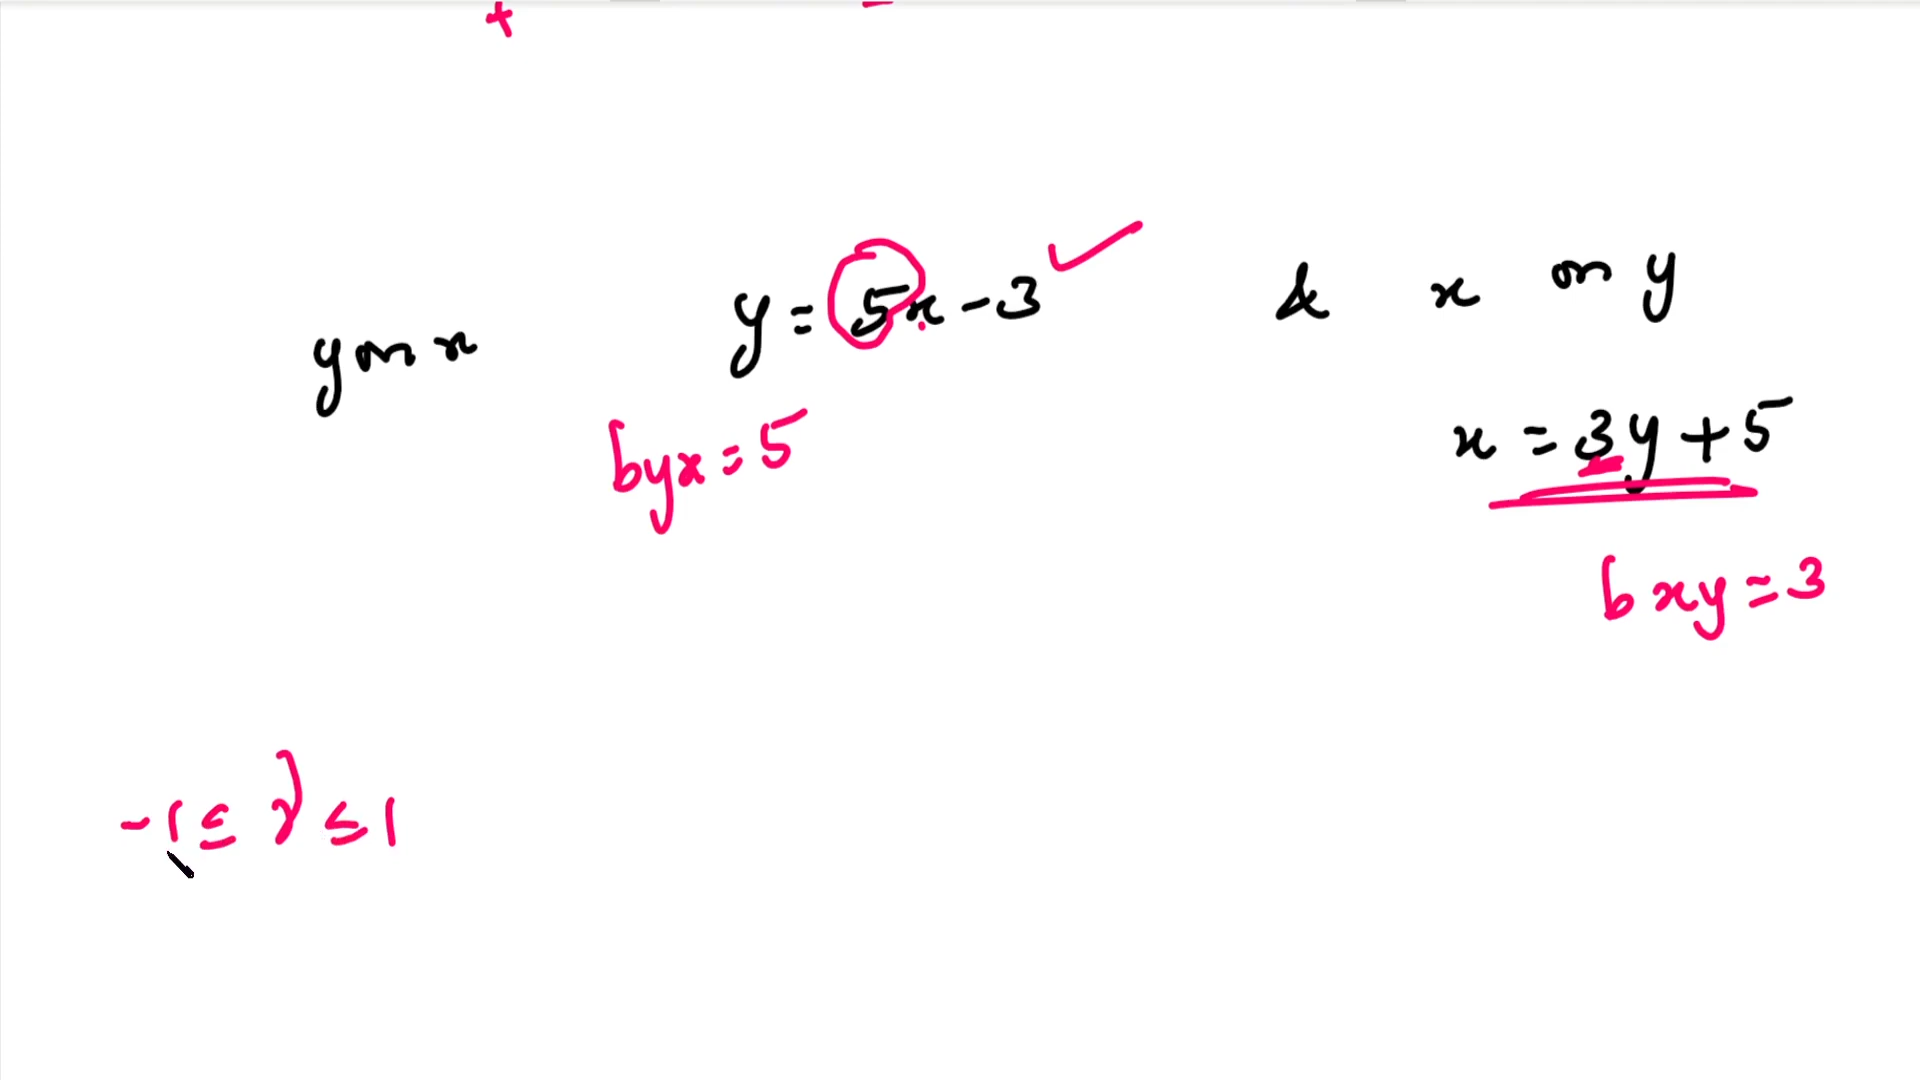 y on x y = 5x - 3 & x on y
x = 3y + 5
byx = 5
bxy = 3
-1 ≤ r ≤ 1